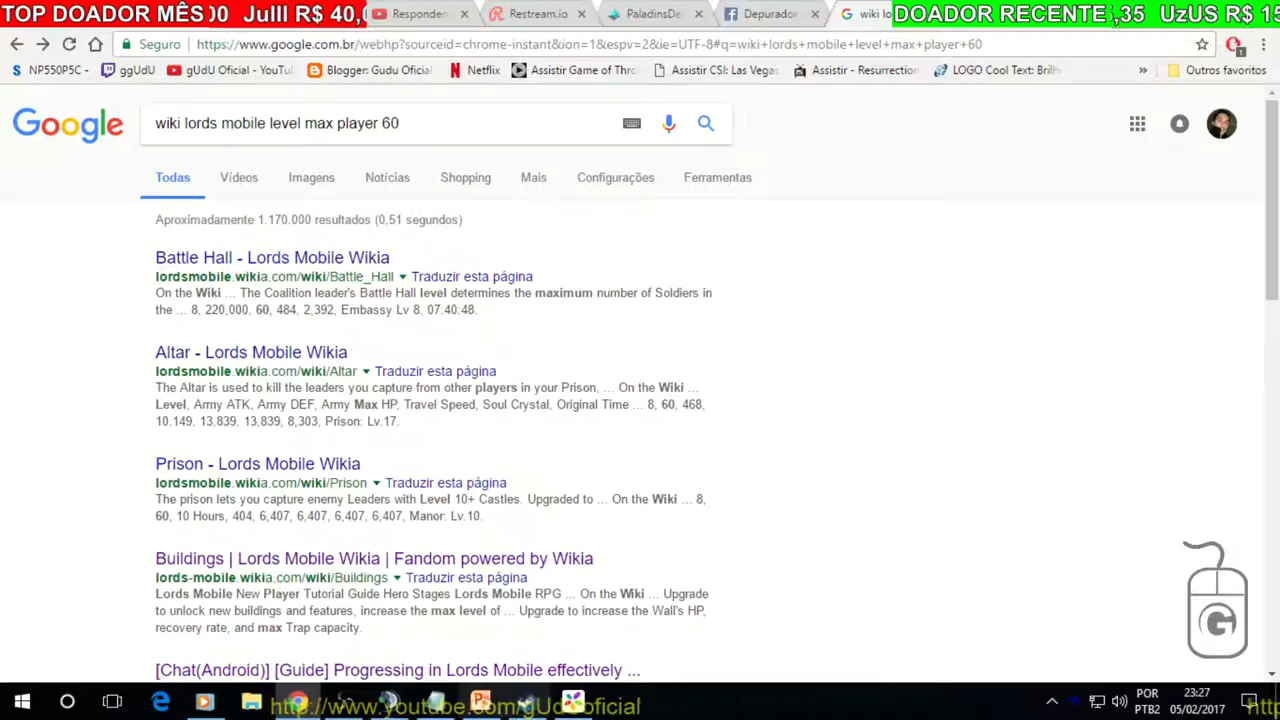 TOP DOADOR MÊS 00 JulII R$ 40,0
Responden
Restream.io
PaladinsDe
Depurador
wiki lo
DOADOR RECENTE ,35 UzUS R$ 15
Seguro
https://www.google.com.br/webhp?sourceid=chrome-instant&ion=1&espv=2&ie=UTF-8#q=wiki+lords+mobile+level+max+player+60
NP550P5C -
ggUdU
gUdU Oficial - YouTu
Blogger: Gudu Oficial
Netflix
Assistir Game of Thro
Assistir CSI: Las Vegas
Assistir - Resurrection
LOGO Cool Text: Brilh
»
Outros favoritos
Google
wiki lords mobile level max player 60
Todas Vídeos Imagens Notícias Shopping Mais Configurações Ferramentas
Aproximadamente 1.170.000 resultados (0,51 segundos)
Battle Hall - Lords Mobile Wikia
lordsmobile.wikia.com/wiki/Battle_Hall Traduzir esta página
On the Wiki ... The Coalition leader's Battle Hall level determines the maximum number of Soldiers in
the ... 8, 220,000, 60, 484, 2,392, Embassy Lv 8, 07:40:48.
Altar - Lords Mobile Wikia
lordsmobile.wikia.com/wiki/Altar Traduzir esta página
The Altar is used to kill the leaders you capture from other players in your Prison, ... On the Wiki ...
Level, Army ATK, Army DEF, Army Max HP, Travel Speed, Soul Crystal, Original Time ... 8, 60, 468,
10.149, 13.839, 13.839, 8,303, Prison: Lv.17.
Prison - Lords Mobile Wikia
lordsmobile.wikia.com/wiki/Prison Traduzir esta página
The prison lets you capture enemy Leaders with Level 10+ Castles. Upgraded to ... On the Wiki ... 8,
60, 10 Hours, 404, 6,407, 6,407, 6,407, 6,407, Manor: Lv.10.
Buildings | Lords Mobile Wikia | Fandom powered by Wikia
lords-mobile.wikia.com/wiki/Buildings Traduzir esta página
Lords Mobile New Player Tutorial Guide Hero Stages Lords Mobile RPG ... On the Wiki ... Upgrade
to unlock new buildings and features, increase the max level of ... Upgrade to increase the Wall's HP,
recovery rate, and max Trap capacity.
[Chat(Android)] [Guide] Progressing in Lords Mobile effectively ...
G
http://www.youtube.com/gUduoficial
POR
PTB2
23:27
05/02/2017
http